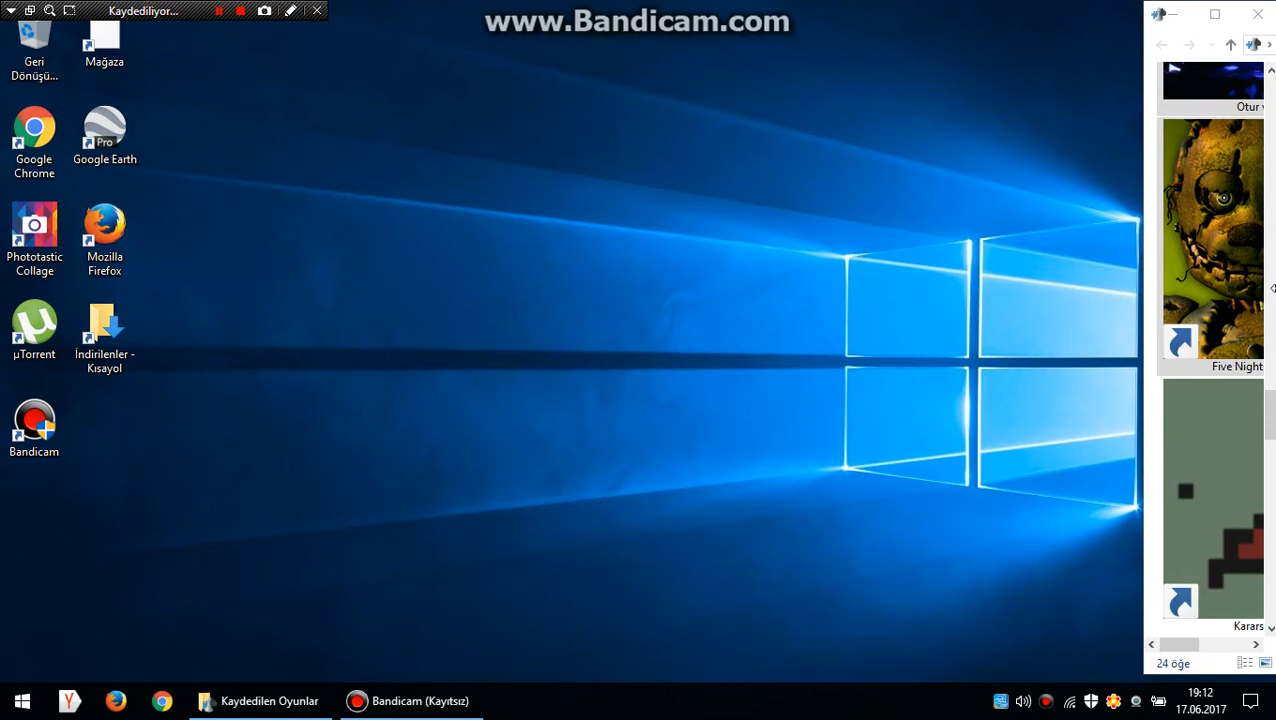 Kaydediliyor...
www.Bandicam.com
Geri
Dönüşü...
Mağaza
Google
Chrome
Pro
Google Earth
Phototastic
Collage
Mozilla
Firefox
µTorrent
İndirilenler -
Kısayol
Bandicam
Otur
Five Night
Karars
24 öğe
Kaydedilen Oyunlar
Bandicam (Kayıtsız)
19:12
17.06.2017